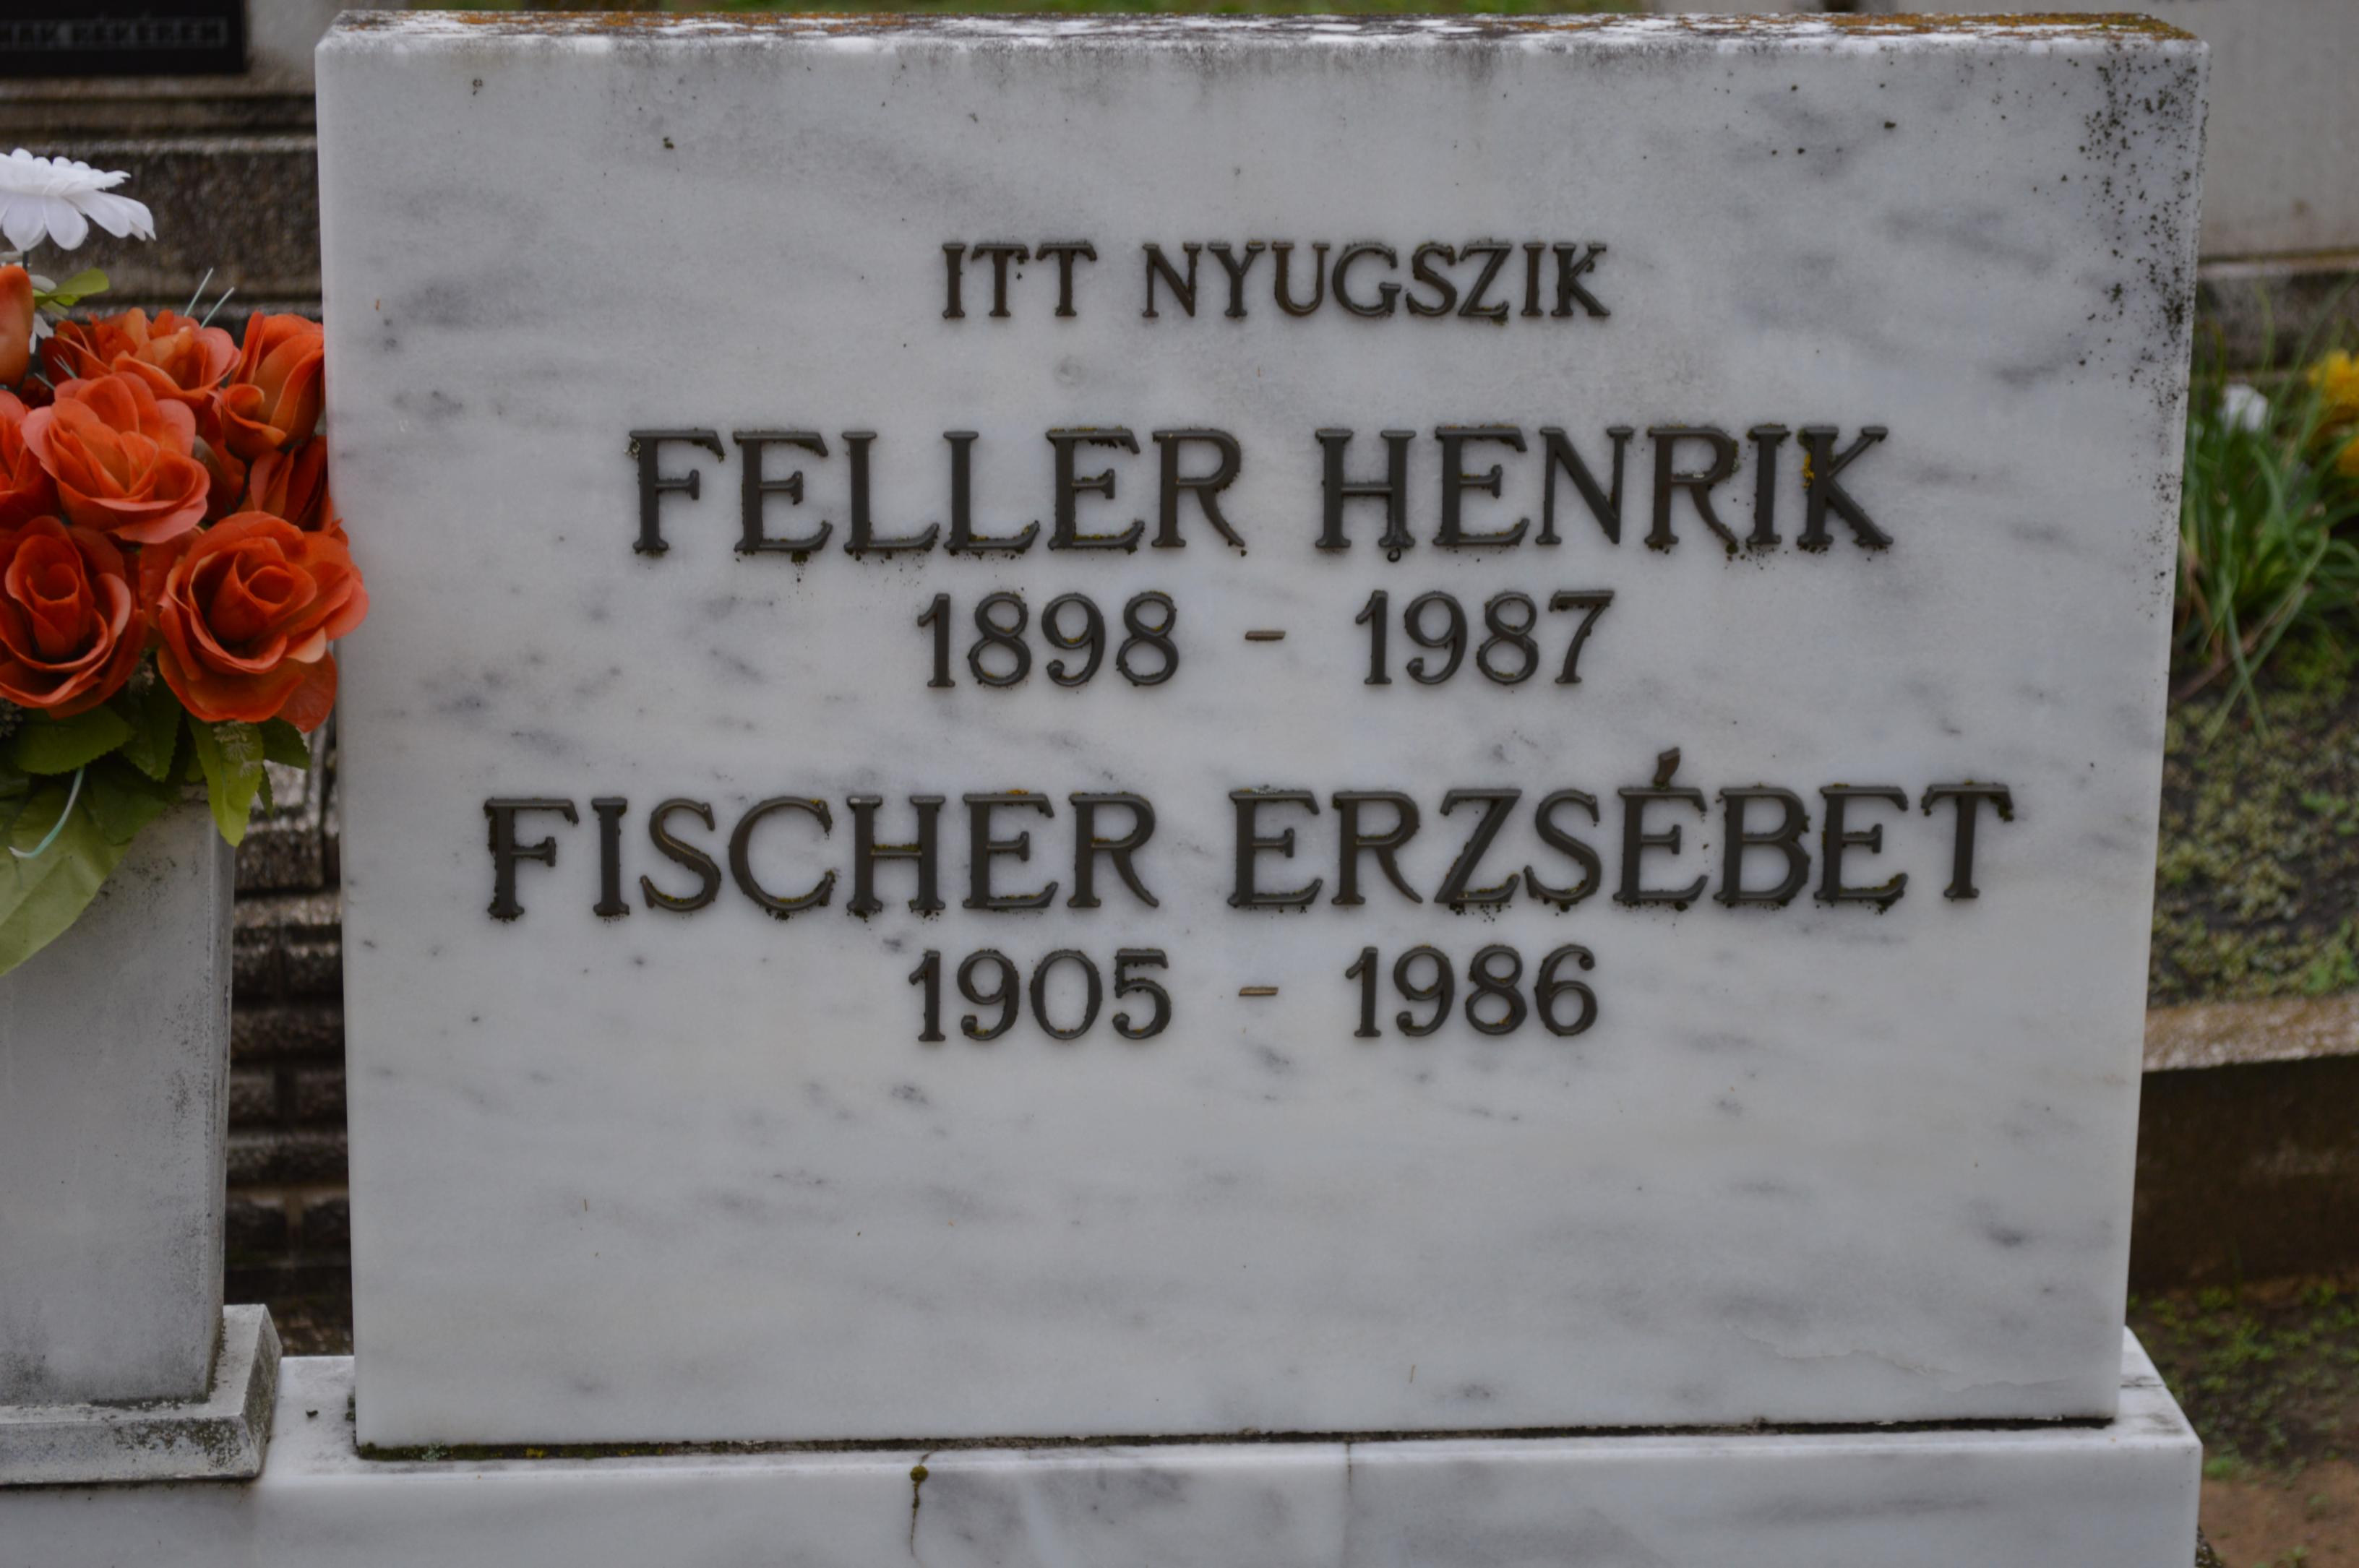 ITT NYUGSZIK
FELLER HENRIK
1898 - 1987
FISCHER ERZSÉBET
1905 - 1986